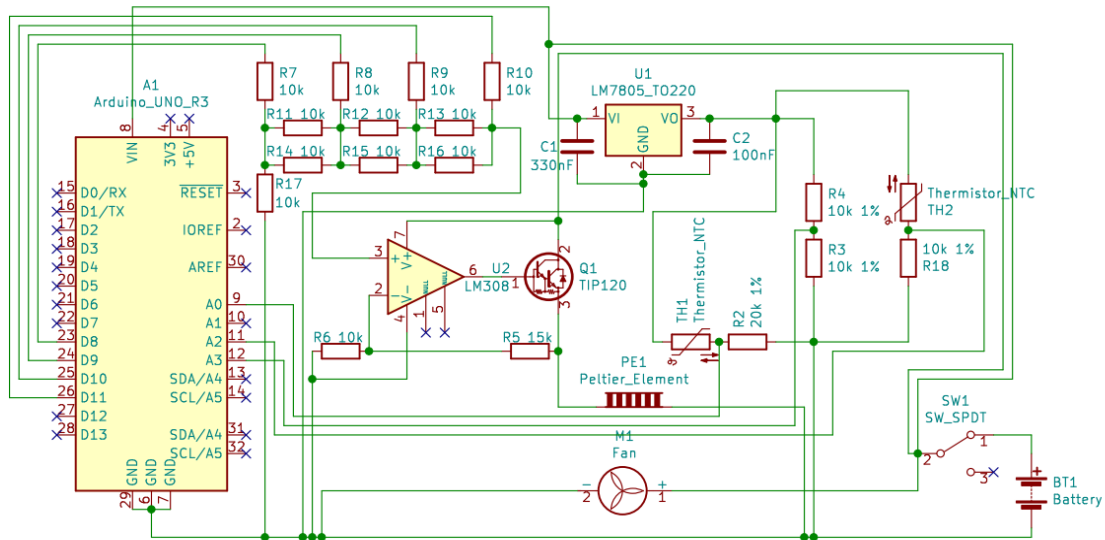 A1
Arduino_UNO_R3
8
VIN
4
3V3
5
+5V
15 D0/RX
16 D1/TX
17 D2
18 D3
19 D4
20 D5
21 D6
22 D7
23 D8
24 D9
25 D10
26 D11
27 D12
28 D13
RESET 3
IOREF 2
AREF 30
A0 9
A1 10
A2 11
A3 12
SDA/A4 13
SCL/A5 14
SDA/A4 31
SCL/A5 32
GND
GND
GND
29
6
7
R7
10k
R8
10k
R9
10k
R10
10k
R11 10k
R12 10k
R13 10k
R14 10k
R15 10k
R16 10k
R17
10k
U1
LM7805_TO220
1
VI
VO
3
GND
2
C1
330nF
C2
100nF
R4
10k 1%
R3
10k 1%
Thermistor_NTC
TH2
10k 1%
R18
3
+
2
−
7
V+
V-
4
NULL
1
NULL
5
6
U2
LM308
1
2
3
Q1
TIP120
R6 10k
R5 15k
TH1
Thermistor_NTC
R2
20k 1%
PE1
Peltier_Element
M1
Fan
−
2
+
1
SW1
SW_SPDT
1
2
3
+
BT1
Battery